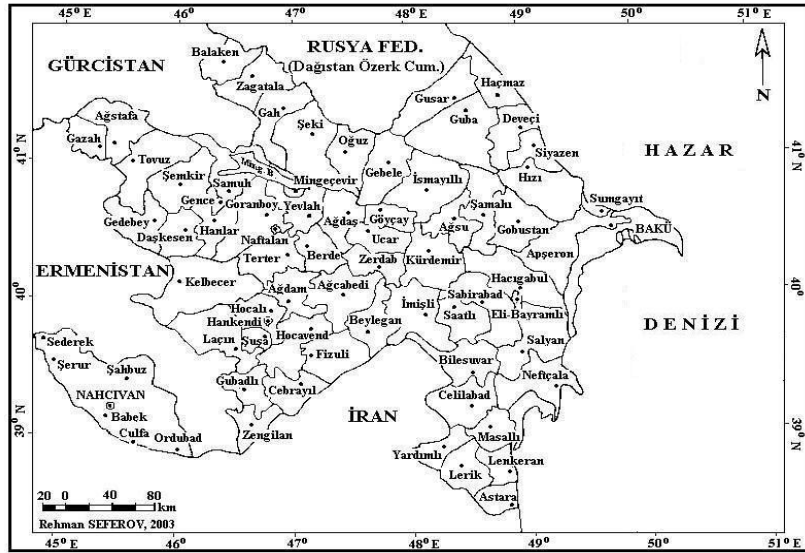 45° E 46° E 47° E 48° E 49° E 50° E 51° E
RUSYA FED.
(Dağıstan Özerk Cum.)
GÜRCİSTAN
N
Balaken
Zagatala
Gah
Şeki
Oğuz
Gusar
Haçmaz
Guba
Deveçi
Siyazen
Hızı
Ağstafa
Gazah
Tovuz
41° N
41° N
HAZAR
Şemkir
Samuh
Ming. B
Mingeçevir
Gebele
İsmayıllı
Şamahı
Sumgayıt
Gence
Goranboy
Yevlah
Ağdaş
Göyçay
Ağsu
Gobustan
BAKÜ
Gedebey
Daşkesen
Hanlar
Naftalan
Ucar
Apşeron
Terter
Berde
Zerdab
Kürdemir
ERMENİSTAN
Kelbecer
Hacıgabul
40° N
40° N
Ağdam
Ağcabedi
İmişli
Sabirabad
Saatlı
Eli-Bayramlı
Hocalı
Hankendi
Hocavend
Beylegan
DENİZİ
Laçın
Şuşa
Fizuli
Salyan
Sederek
Şerur
Şahbuz
Bilesuvar
Neftçala
Gubadlı
Cebrayıl
Celilabad
NAHCIVAN
Babek
İRAN
Culfa
Ordubad
Zengilan
Masallı
39° N
39° N
Yardımlı
Lerik
Lenkeran
Astara
20 0 40 80
km
Rehman SEFEROV, 2003
45° E 46° E 47° E 48° E 49° E 50° E 51° E